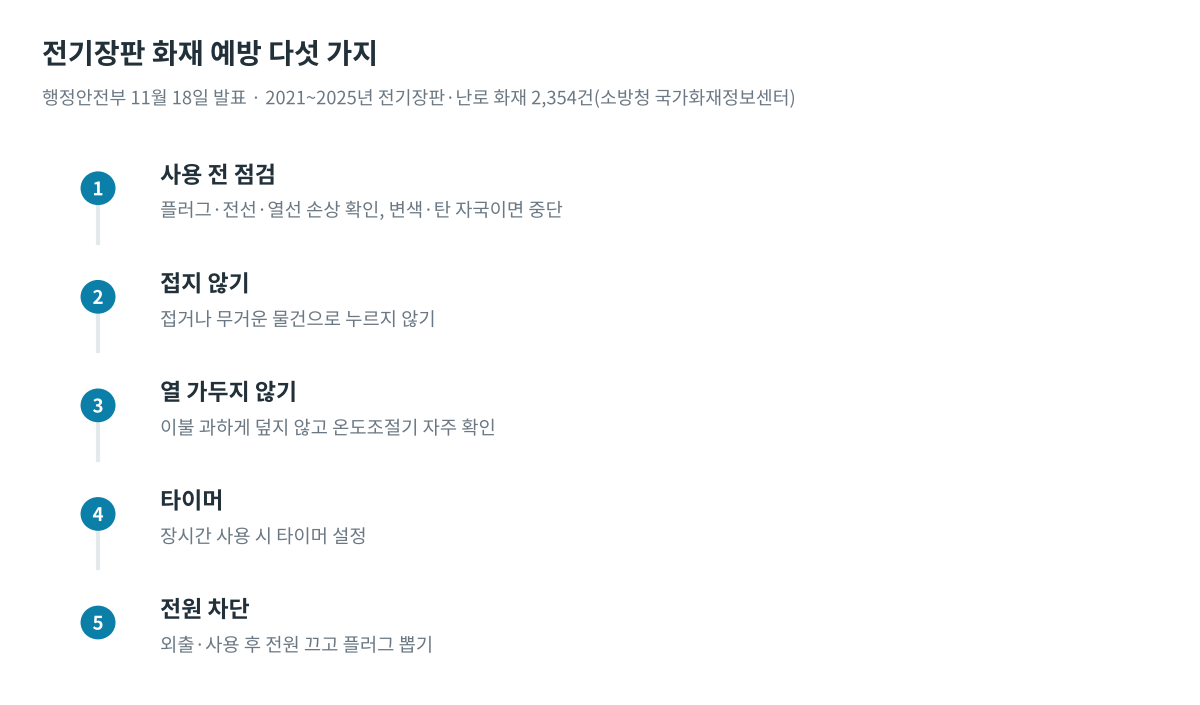 전기장판 화재 예방 다섯 가지
행정안전부 11월 18일 발표 · 2021~2025년 전기장판·난로 화재 2,354건(소방청 국가화재정보센터)
1
사용 전 점검
플러그·전선·열선 손상 확인, 변색·탄 자국이면 중단
2
접지 않기
접거나 무거운 물건으로 누르지 않기
3
열 가두지 않기
이불 과하게 덮지 않고 온도조절기 자주 확인
4
타이머
장시간 사용 시 타이머 설정
5
전원 차단
외출·사용 후 전원 끄고 플러그 뽑기